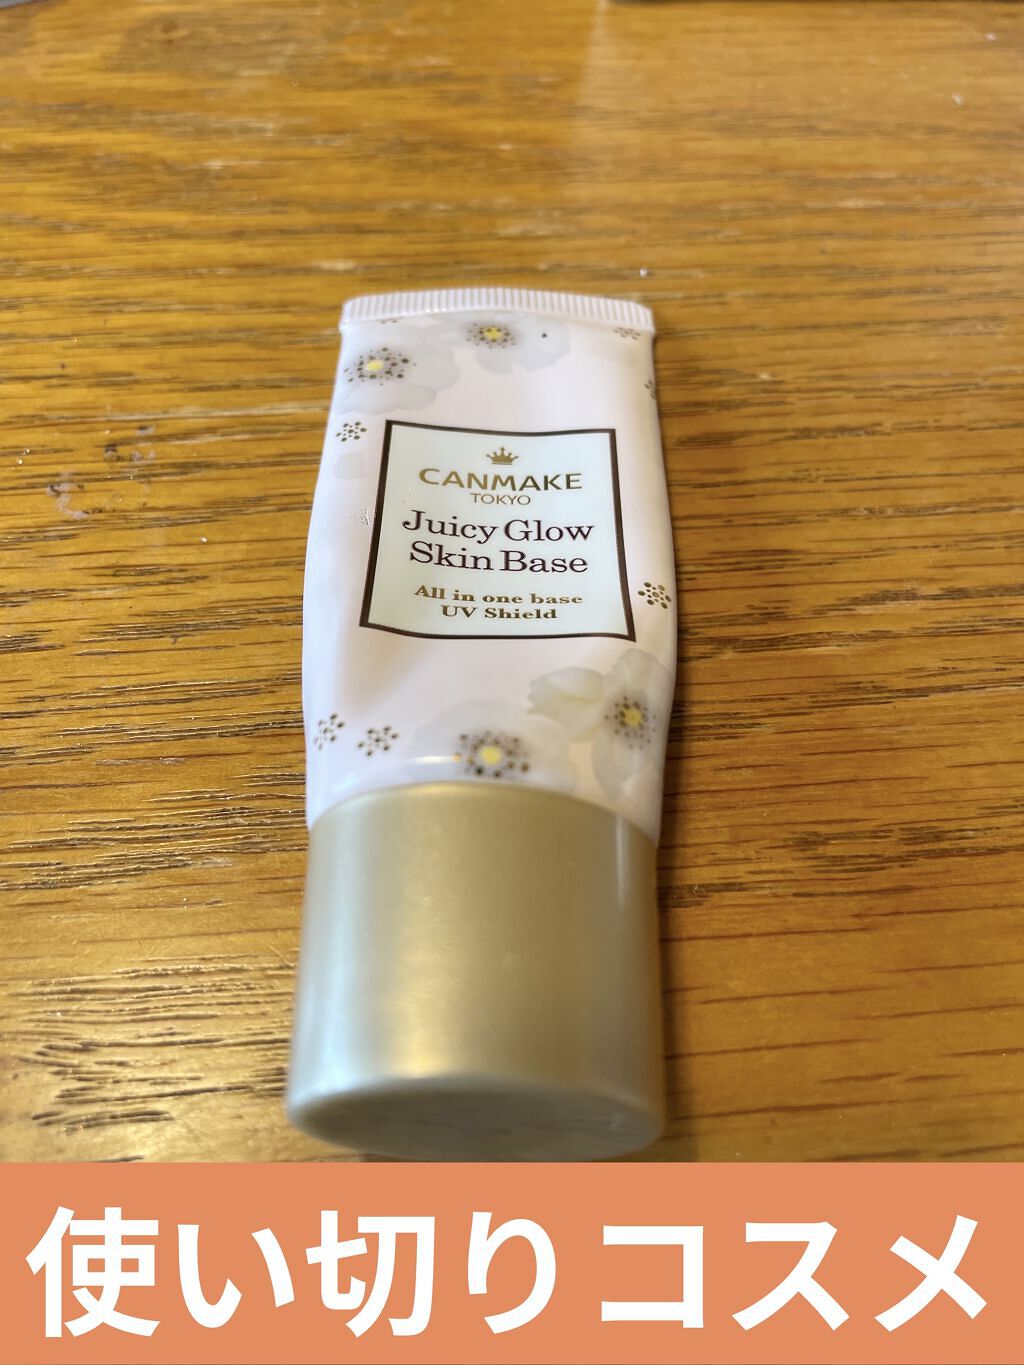 CANMAKE
TOKYO
Juicy Glow
Skin Base
All in one base
UV Shield
使い切りコスメ